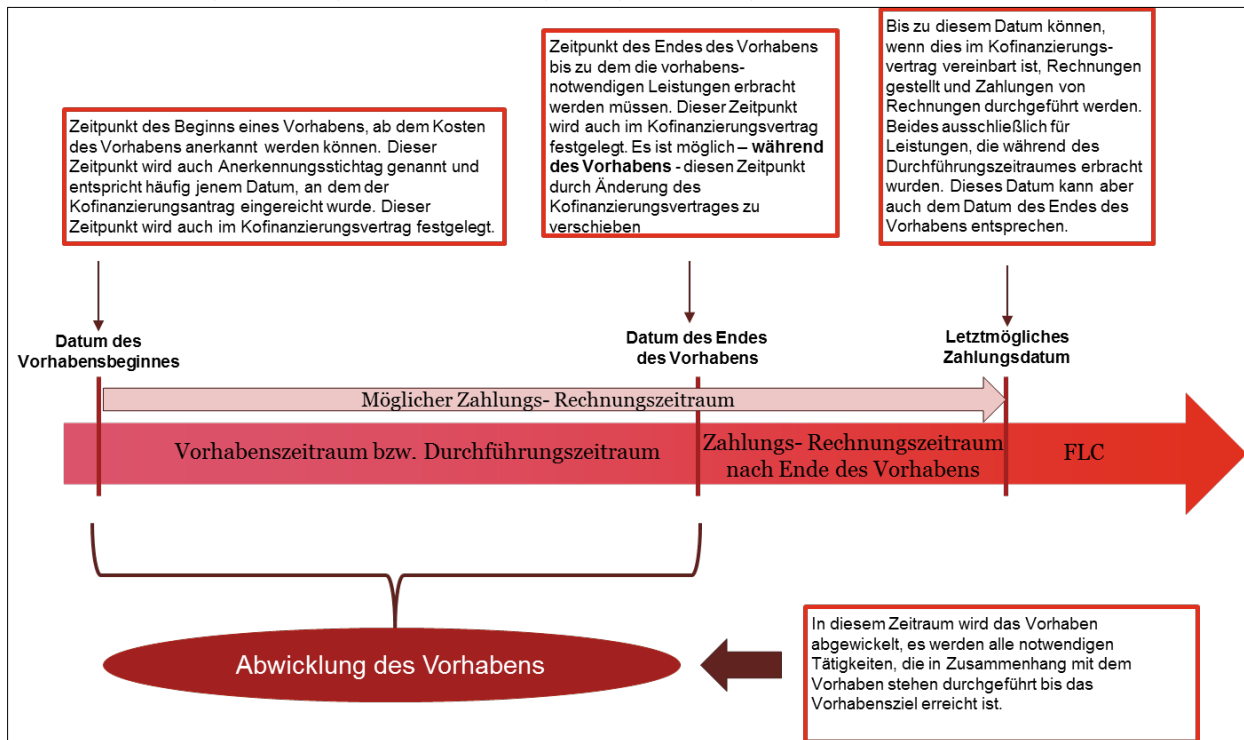 Zeitpunkt des Beginns eines Vorhabens, ab dem Kosten
des Vorhabens anerkannt werden können. Dieser
Zeitpunkt wird auch Anerkennungsstichtag genannt und
entspricht häufig jenem Datum, an dem der
Kofinanzierungsantrag eingereicht wurde. Dieser
Zeitpunkt wird auch im Kofinanzierungsvertrag festgelegt.
Zeitpunkt des Endes des Vorhabens
bis zu dem die vorhabens-
notwendigen Leistungen erbracht
werden müssen. Dieser Zeitpunkt
wird auch im Kofinanzierungsvertrag
festgelegt. Es ist möglich – während
des Vorhabens - diesen Zeitpunkt
durch Änderung des
Kofinanzierungsvertrages zu
verschieben
Bis zu diesem Datum können,
wenn dies im Kofinanzierungs-
vertrag vereinbart ist, Rechnungen
gestellt und Zahlungen von
Rechnungen durchgeführt werden.
Beides ausschließlich für
Leistungen, die während des
Durchführungszeitraumes erbracht
wurden. Dieses Datum kann aber
auch dem Datum des Endes des
Vorhabens entsprechen.
Datum des
Vorhabensbeginnes
Datum des Endes
des Vorhabens
Letztmögliches
Zahlungsdatum
Möglicher Zahlungs- Rechnungszeitraum
Vorhabenszeitraum bzw. Durchführungszeitraum
Zahlungs- Rechnungszeitraum
nach Ende des Vorhabens
FLC
Abwicklung des Vorhabens
In diesem Zeitraum wird das Vorhaben
abgewickelt, es werden alle notwendigen
Tätigkeiten, die in Zusammenhang mit dem
Vorhaben stehen durchgeführt bis das
Vorhabensziel erreicht ist.